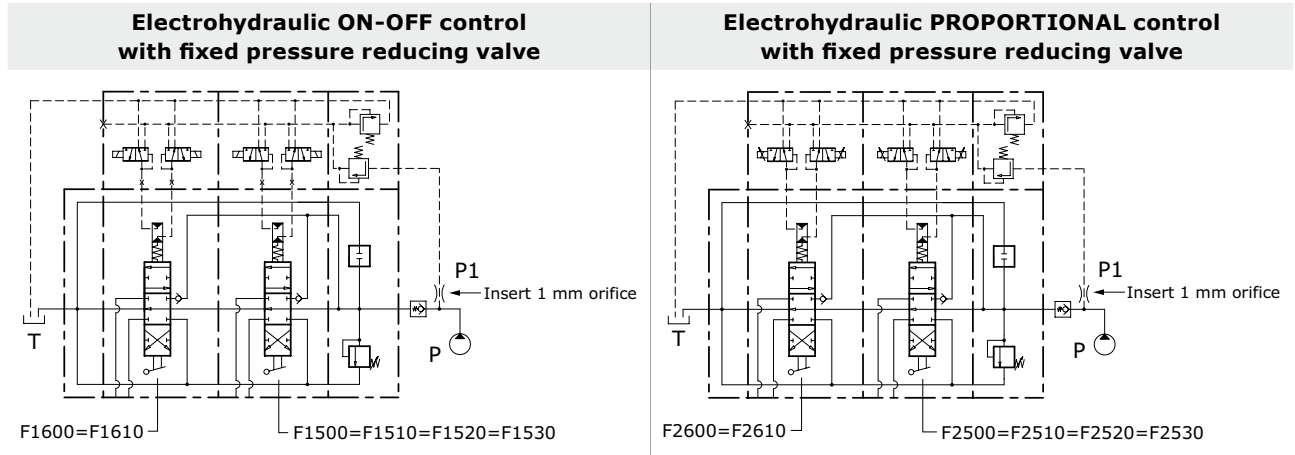 Electrohydraulic ON-OFF control
with fixed pressure reducing valve
P1
Insert 1 mm orifice
T
P
F1600=F1610
F1500=F1510=F1520=F1530
Electrohydraulic PROPORTIONAL control
with fixed pressure reducing valve
P1
Insert 1 mm orifice
T
P
F2600=F2610
F2500=F2510=F2520=F2530